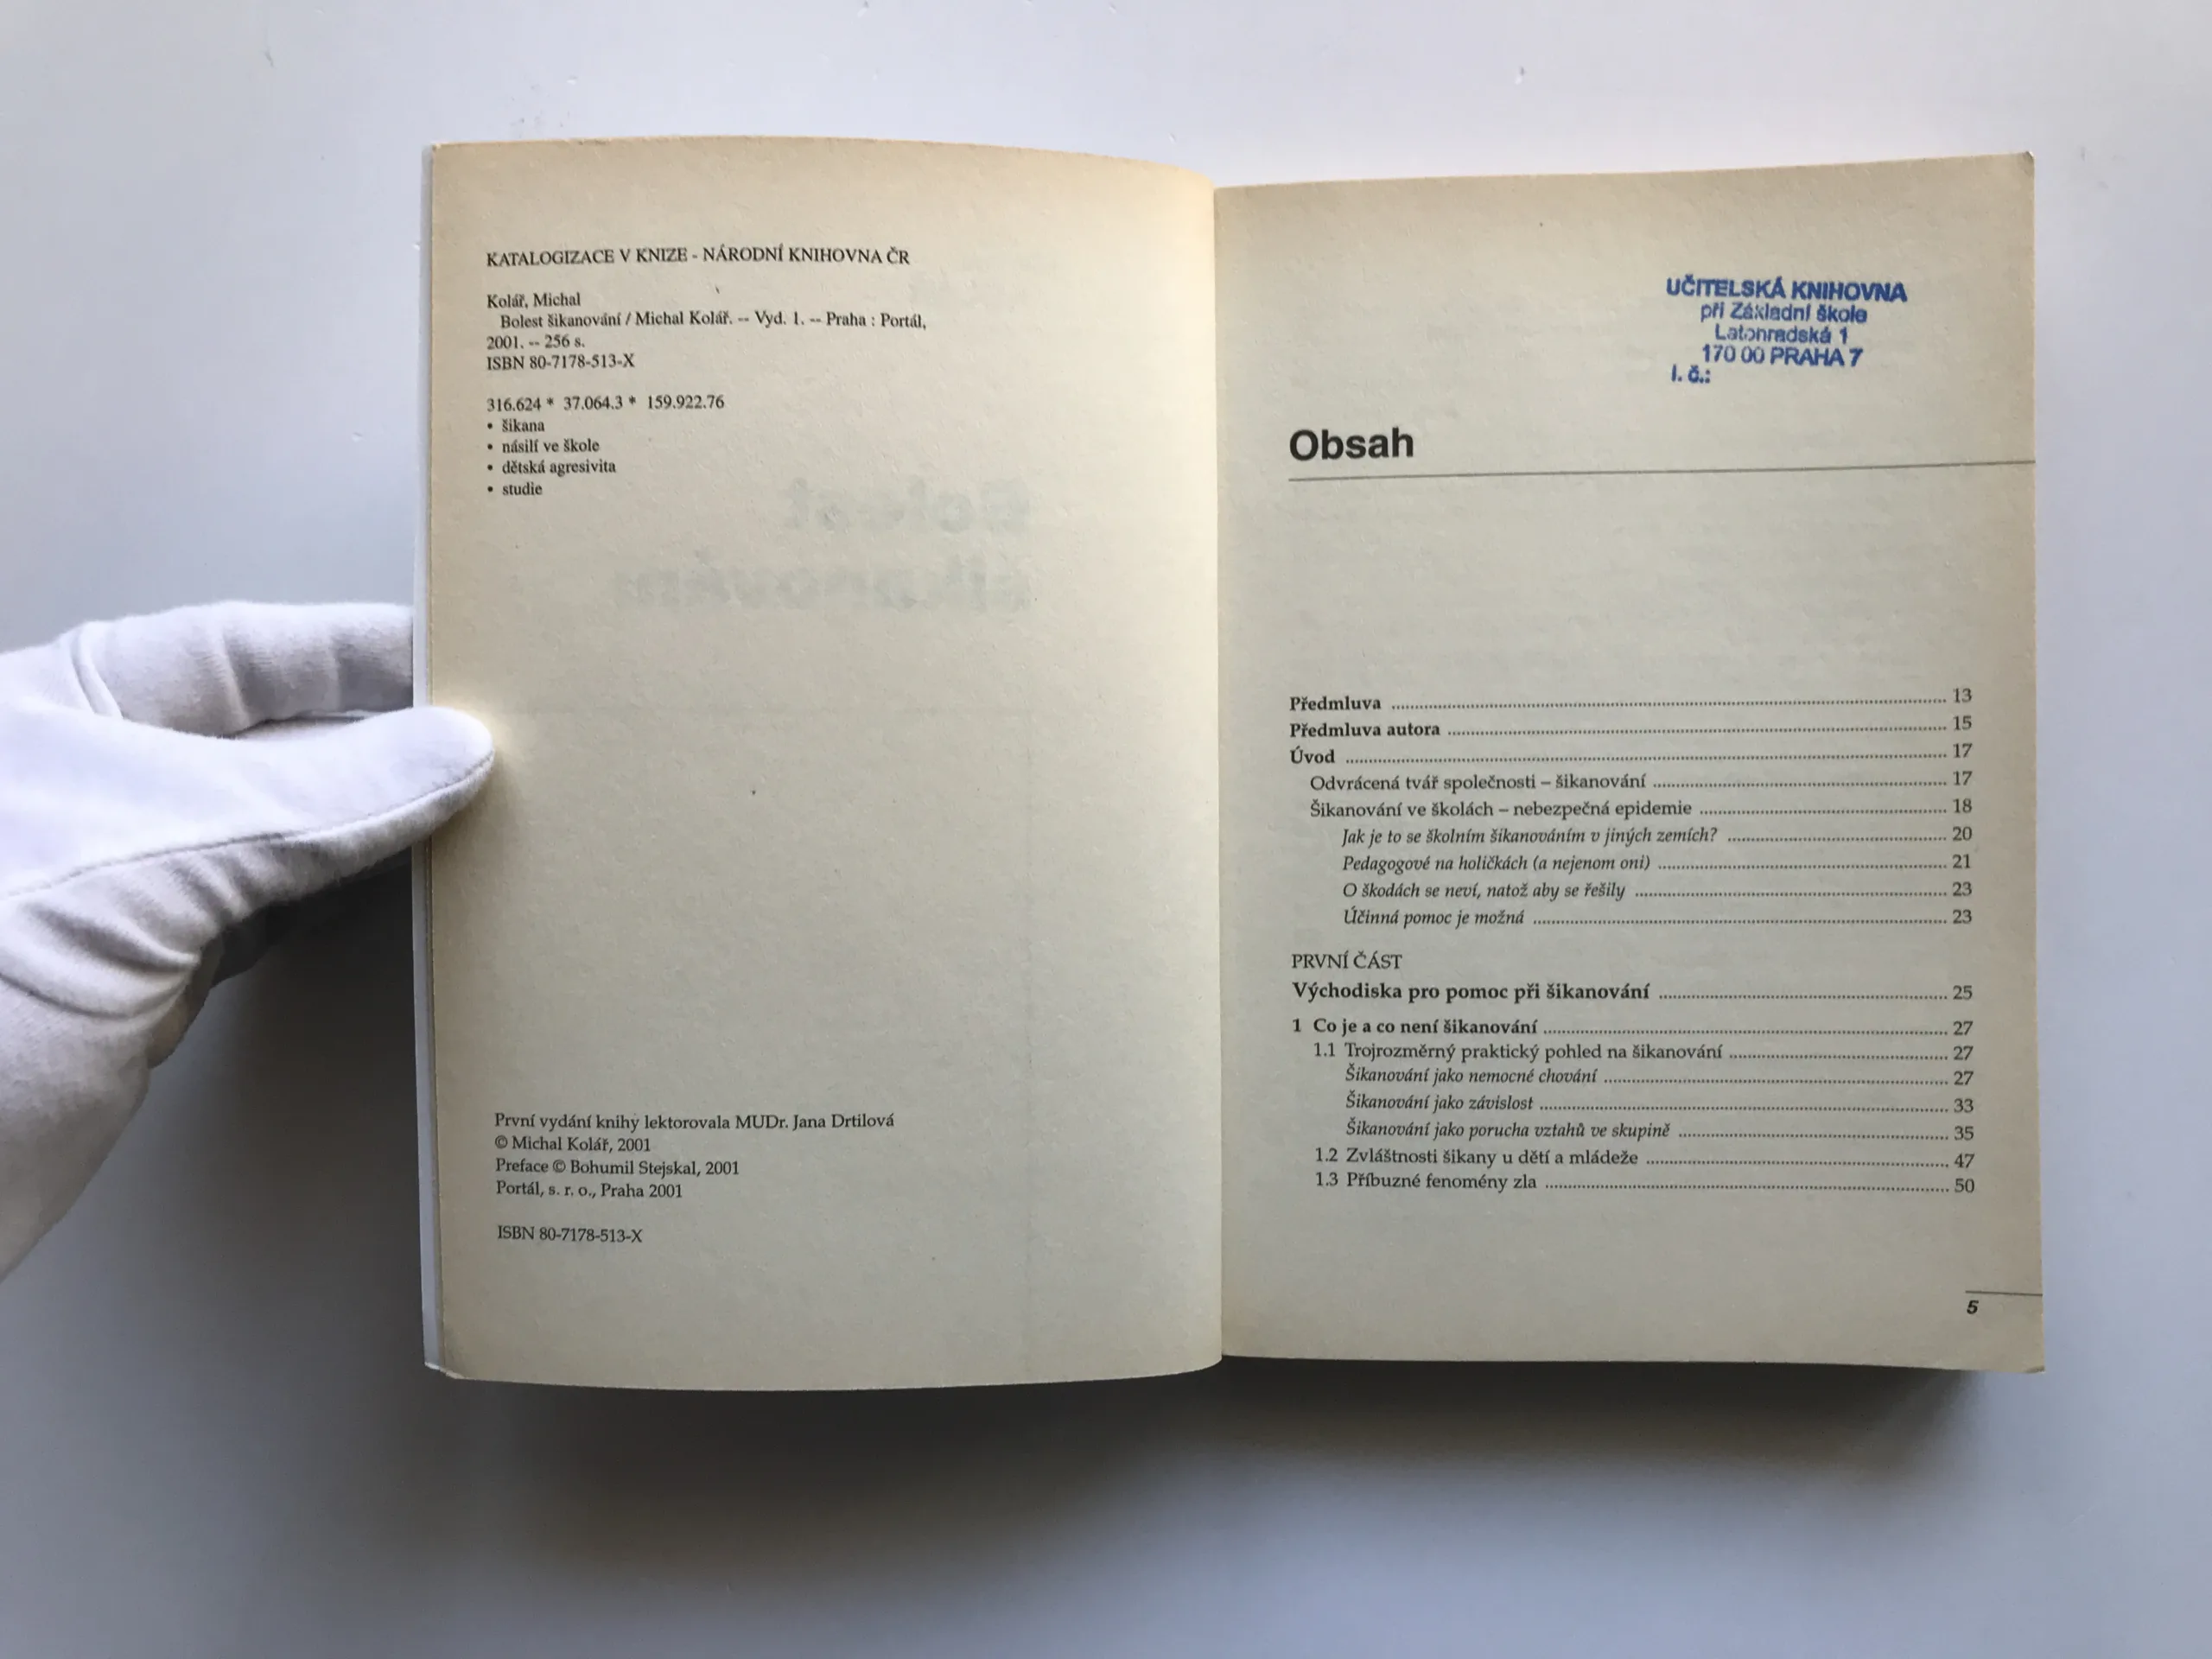 KATALOGIZACE V KNIZE - NÁRODNÍ KNIHOVNA ČR
Kolář, Michal
Bolest šikanování / Michal Kolář. -- Vyd. 1. -- Praha : Portál,
2001. -- 256 s.
ISBN 80-7178-513-X
316.624 * 37.064.3 * 159.922.76
• šikana
• násilí ve škole
• dětská agresivita
• studie
První vydání knihy lektorovala MUDr. Jana Drtilová
© Michal Kolář, 2001
Preface © Bohumil Stejskal, 2001
Portál, s. r. o., Praha 2001
ISBN 80-7178-513-X
UČITELSKÁ KNIHOVNA
při Základní škole
1
170 00 PRAHA 7
I. č.:
Obsah
Předmluva 13
Předmluva autora 15
Úvod 17
Odvrácená tvář společnosti – šikanování 17
Šikanování ve školách – nebezpečná epidemie 18
Jak je to se školním šikanováním v jiných zemích? 20
Pedagogové na holičkách (a nejenom oni) 21
O škodách se neví, natož aby se řešily 23
Účinná pomoc je možná 23
PRVNÍ ČÁST
Východiska pro pomoc při šikanování 25
1 Co je a co není šikanování 27
1.1 Trojrozměrný praktický pohled na šikanování 27
Šikanování jako nemocné chování 27
Šikanování jako závislost 33
Šikanování jako porucha vztahů ve skupině 35
1.2 Zvláštnosti šikany u dětí a mládeže 47
1.3 Příbuzné fenomény zla 50
5